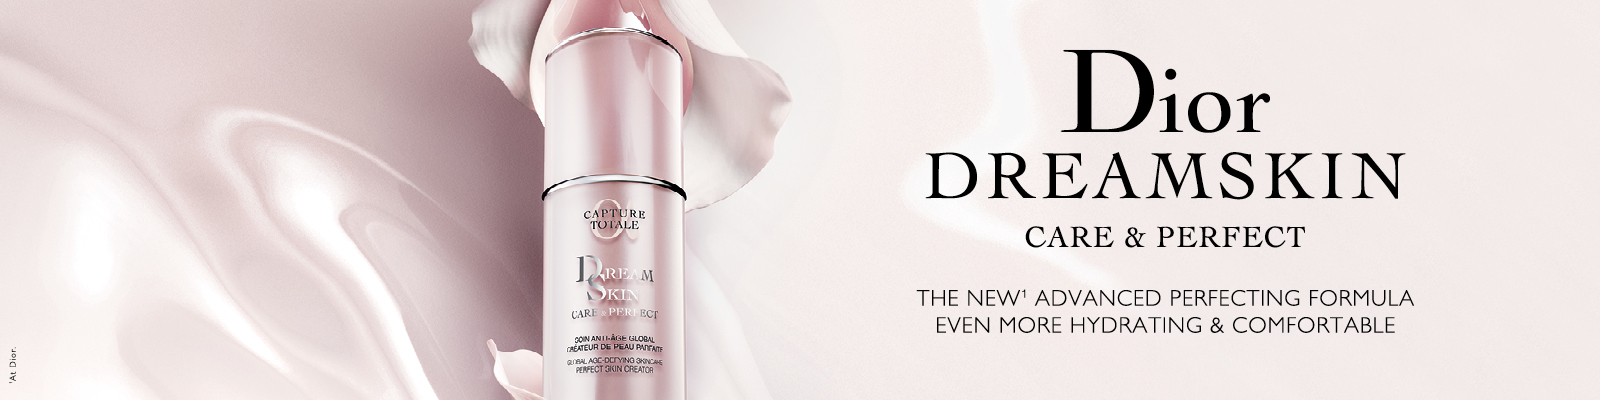 CAPTURE
TOTALE
DREAM
SKIN
CARE & PERFECT
SOIN ANTI-ÂGE GLOBAL
CRÉATEUR DE PEAU PARFAITE
GLOBAL AGE-DEFYING SKINCARE
PERFECT SKIN CREATOR
Dior
DREAMSKIN
CARE & PERFECT
THE NEW¹ ADVANCED PERFECTING FORMULA
EVEN MORE HYDRATING & COMFORTABLE
¹At Dior.